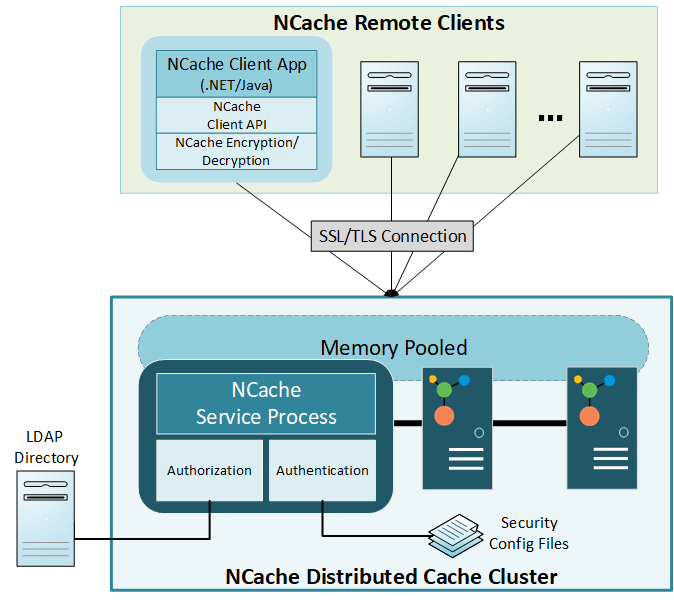 NCache Remote Clients
NCache Client App
(.NET/Java)
NCache
Client API
NCache Encryption/
Decryption
...
SSL/TLS Connection
Memory Pooled
NCache
Service Process
Authorization
Authentication
LDAP
Directory
Security
Config Files
NCache Distributed Cache Cluster